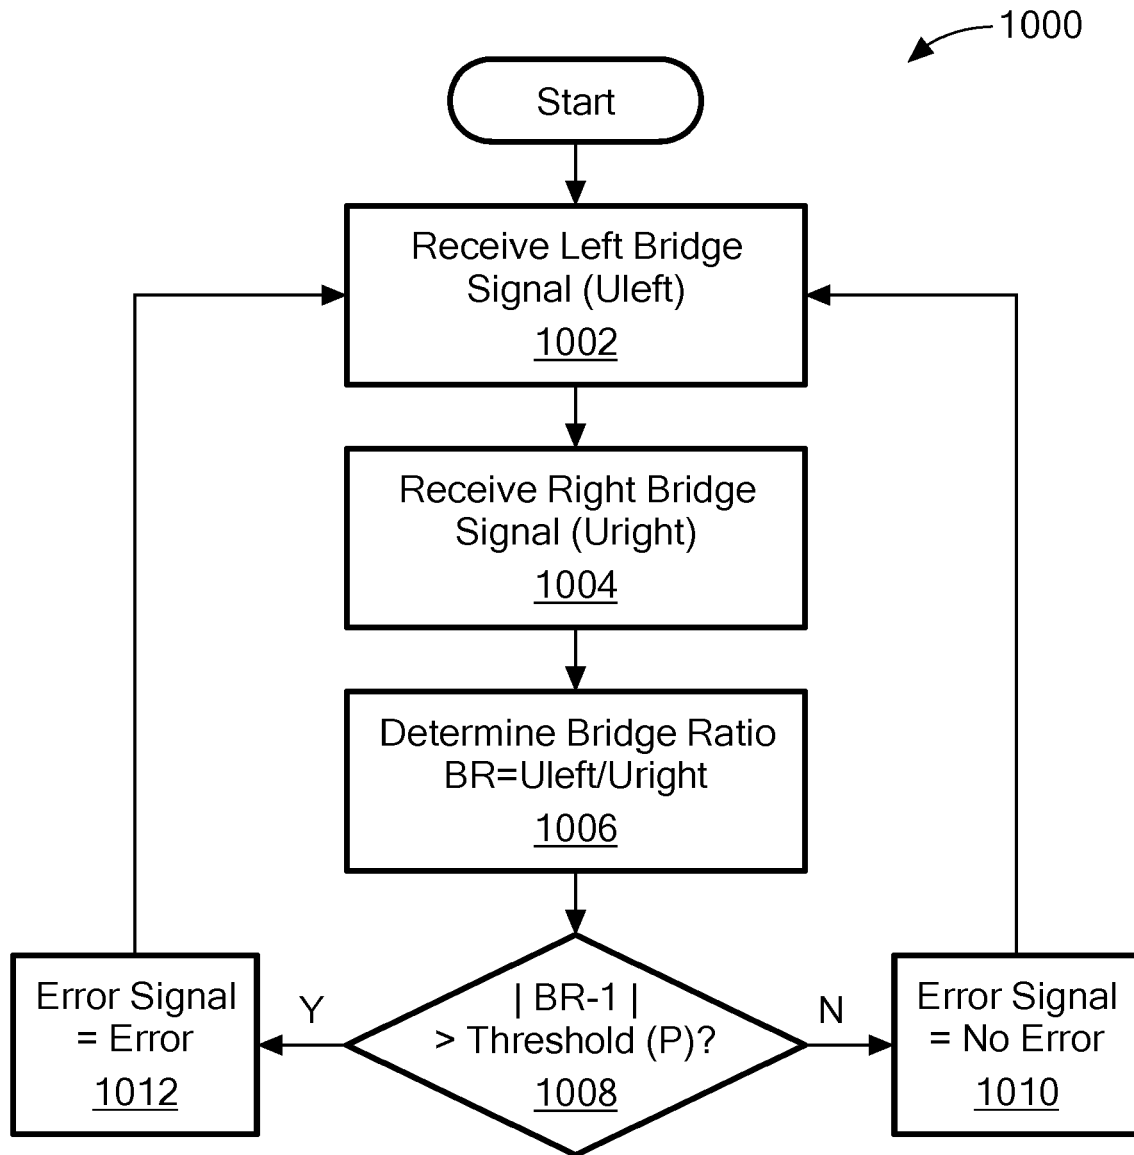 1000
Start
Receive Left Bridge
Signal (Uleft)
1002
Receive Right Bridge
Signal (Uright)
1004
Determine Bridge Ratio
BR=Uleft/Uright
1006
| BR-1 |
> Threshold (P)?
1008
Y
N
Error Signal
= Error
1012
Error Signal
= No Error
1010